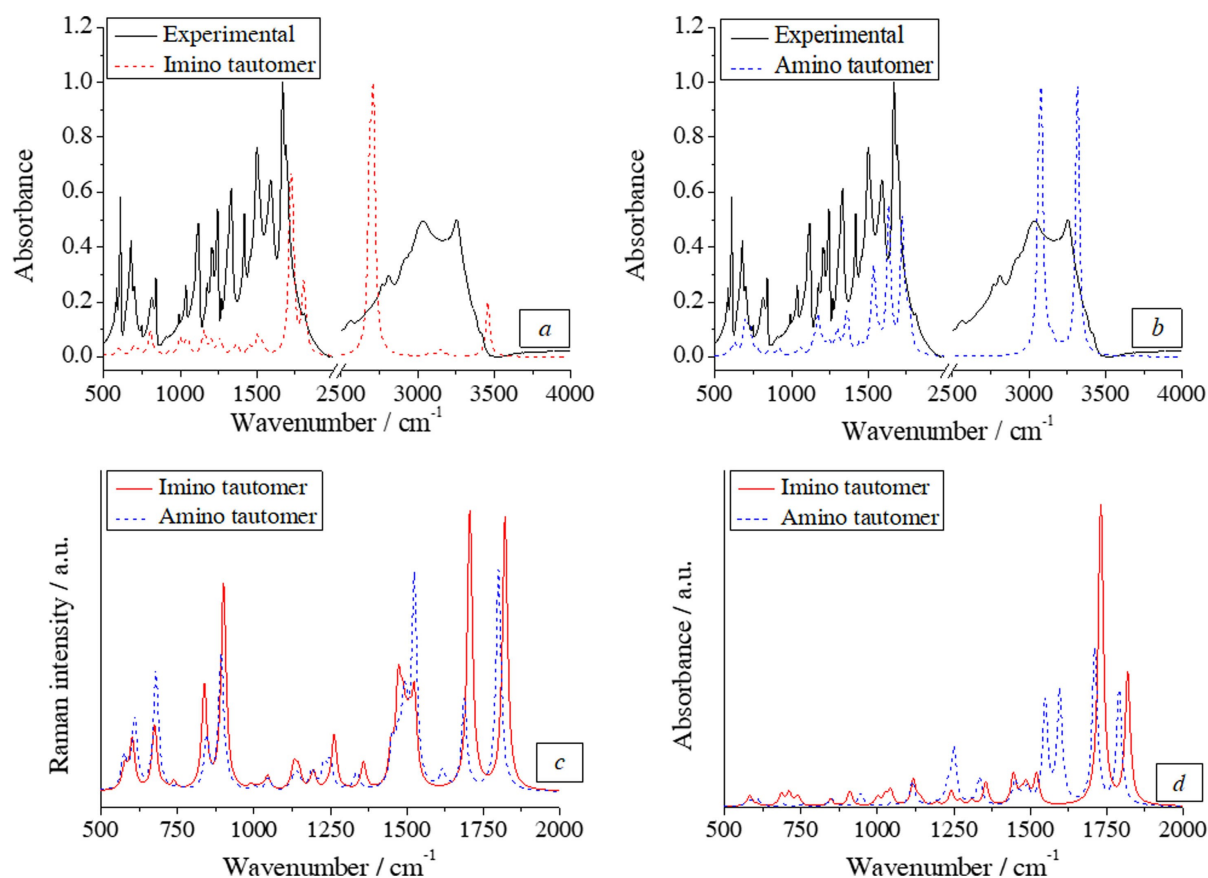 1.2
1.0
0.8
0.6
0.4
0.2
0.0
Absorbance
Experimental
Imino tautomer
a
500 1000 1500 2500 3000 3500 4000
Wavenumber / cm-1
1.2
1.0
0.8
0.6
0.4
0.2
0.0
Absorbance
Experimental
Amino tautomer
b
500 1000 1500 2500 3000 3500 4000
Wavenumber / cm-1
Raman intensity / a.u.
Imino tautomer
Amino tautomer
c
500 750 1000 1250 1500 1750 2000
Wavenumber / cm-1
Absorbance / a.u.
Imino tautomer
Amino tautomer
d
500 750 1000 1250 1500 1750 2000
Wavenumber / cm-1